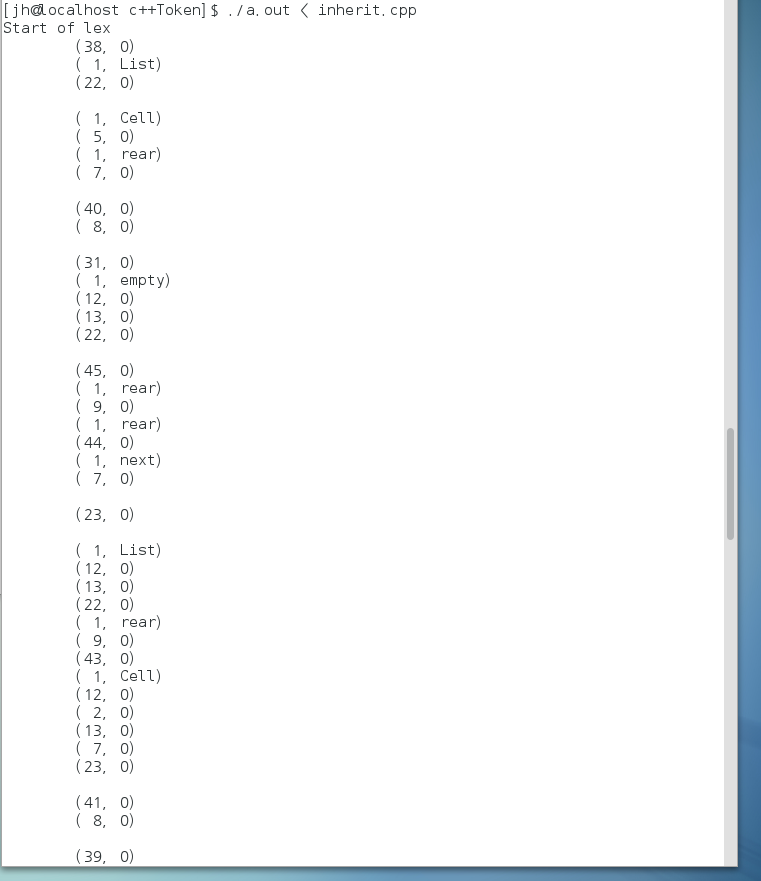 [jh@localhost c++Token]$ ./a.out < inherit.cpp
Start of lex
(38, 0)
( 1, List)
(22, 0)
( 1, Cell)
( 5, 0)
( 1, rear)
( 7, 0)
(40, 0)
( 8, 0)
(31, 0)
( 1, empty)
(12, 0)
(13, 0)
(22, 0)
(45, 0)
( 1, rear)
( 9, 0)
( 1, rear)
(44, 0)
( 1, next)
( 7, 0)
(23, 0)
( 1, List)
(12, 0)
(13, 0)
(22, 0)
( 1, rear)
( 9, 0)
(43, 0)
( 1, Cell)
(12, 0)
( 2, 0)
(13, 0)
( 7, 0)
(23, 0)
(41, 0)
( 8, 0)
(39, 0)